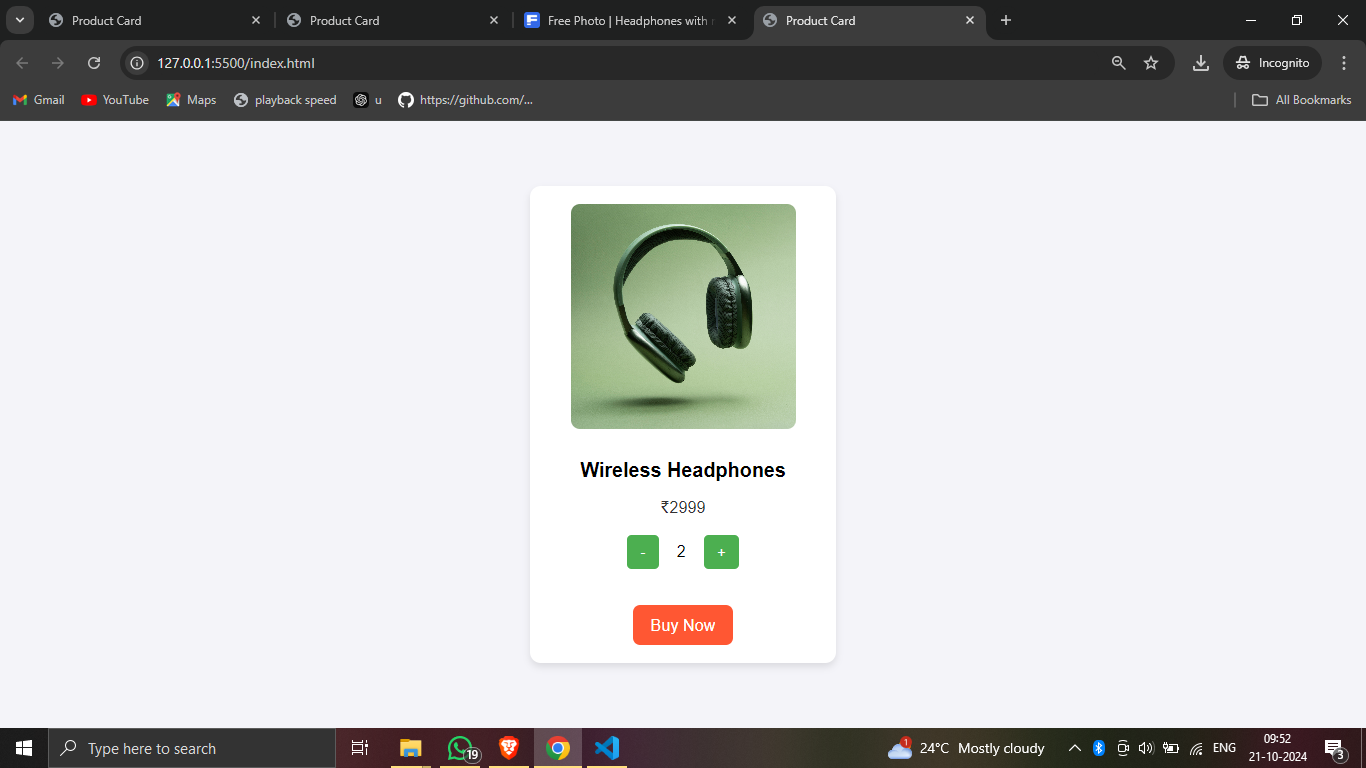 Product Card
Product Card
Free Photo | Headphones with
Product Card
127.0.0.1:5500/index.html
Incognito
Gmail
YouTube
Maps
playback speed
u
https://github.com/...
All Bookmarks
Wireless Headphones
₹2999
-
2
+
Buy Now
Type here to search
19
1
24°C Mostly cloudy
ENG
09:52
21-10-2024
3